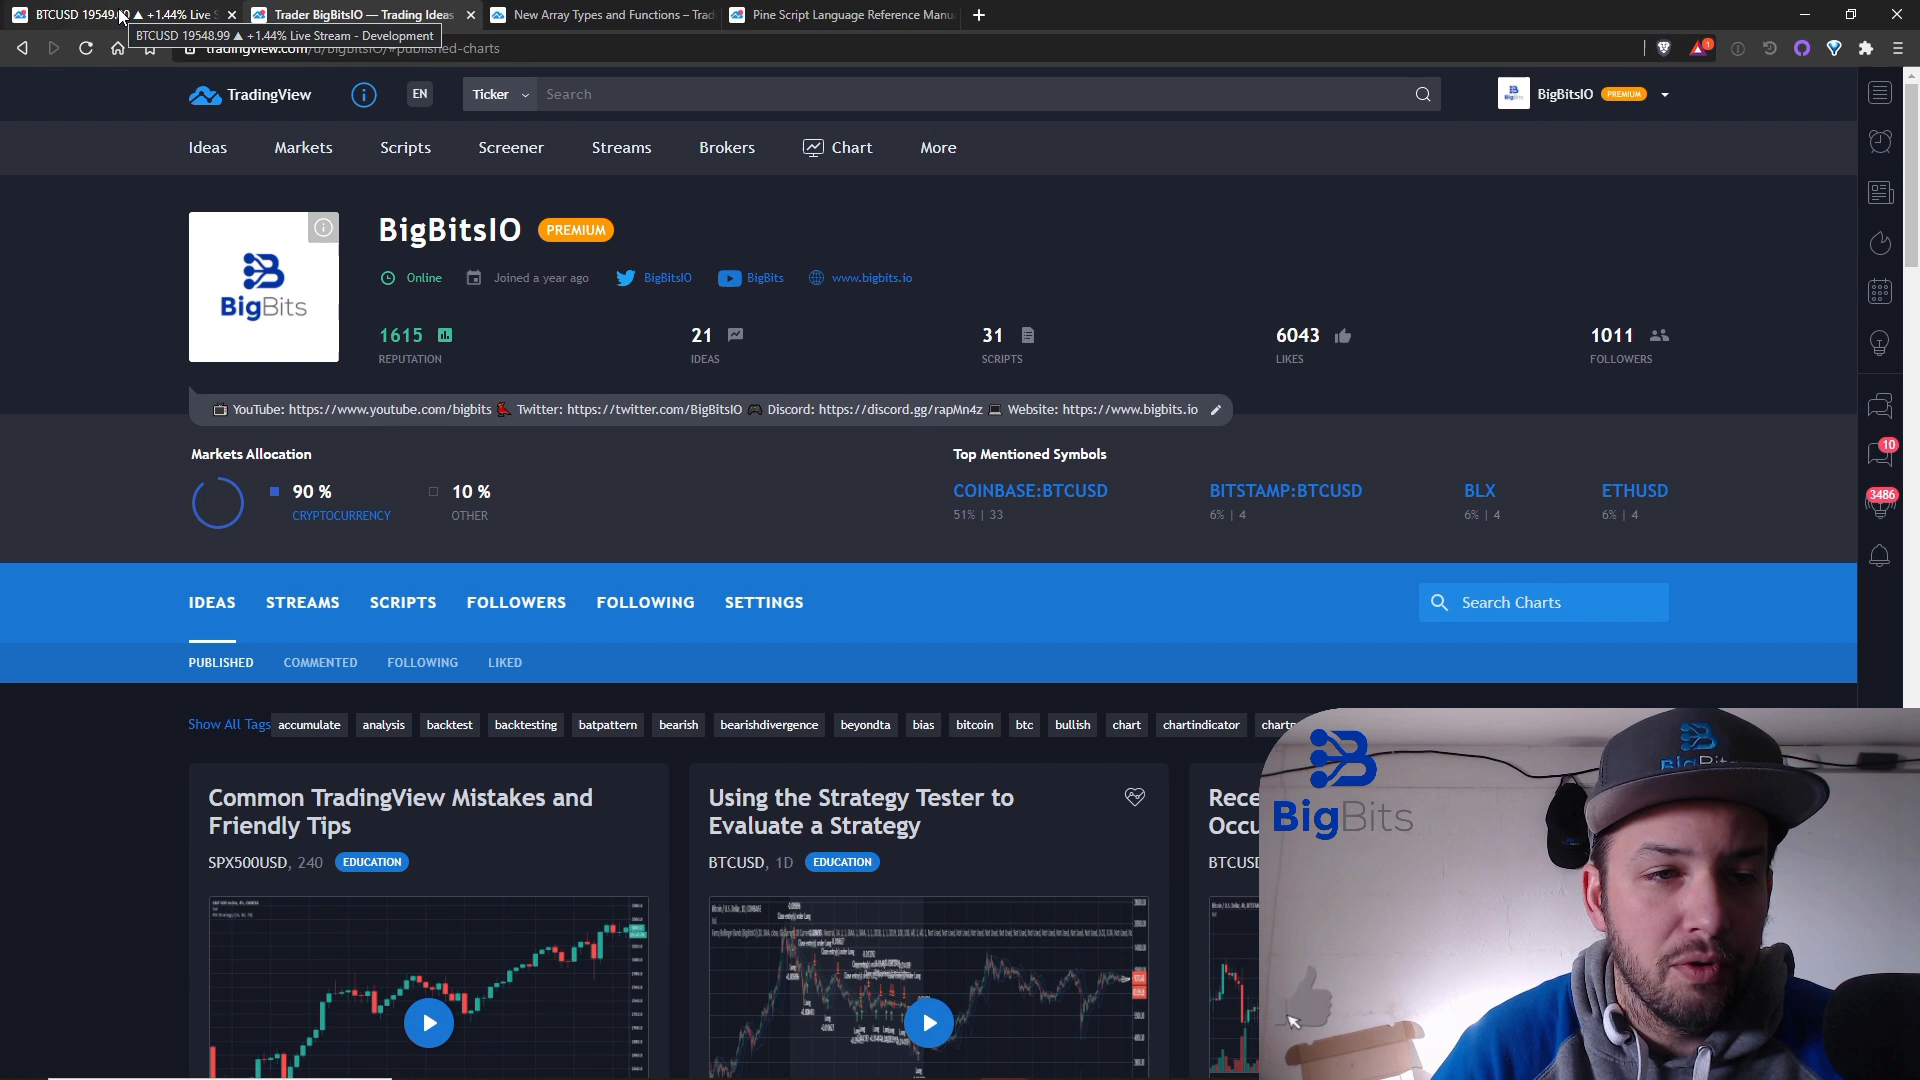 BTCUSD 19549. ▲ +1.44% Live S
Trader BigBitsIO — Trading Ideas
New Array Types and Functions – Trad
Pine Script Language Reference Manu
BTCUSD 19548.99 ▲ +1.44% Live Stream - Development
tradingview.com/u/BigBitsIO/#published-charts
1
TradingView
EN
Ticker
Search
BigBitsIO
PREMIUM
Ideas
Markets
Scripts
Screener
Streams
Brokers
Chart
More
BigBits
BigBitsIO
PREMIUM
Online
Joined a year ago
BigBitsIO
BigBits
www.bigbits.io
1615
REPUTATION
21
IDEAS
31
SCRIPTS
6043
LIKES
1011
FOLLOWERS
YouTube: https://www.youtube.com/bigbits Twitter: https://twitter.com/BigBitsIO Discord: https://discord.gg/rapMn4z Website: https://www.bigbits.io
Markets Allocation
90 %
CRYPTOCURRENCY
10 %
OTHER
Top Mentioned Symbols
COINBASE:BTCUSD
51% | 33
BITSTAMP:BTCUSD
6% | 4
BLX
6% | 4
ETHUSD
6% | 4
10
3486
IDEAS
STREAMS
SCRIPTS
FOLLOWERS
FOLLOWING
SETTINGS
Search Charts
PUBLISHED
COMMENTED
FOLLOWING
LIKED
Show All Tags
accumulate
analysis
backtest
backtesting
batpattern
bearish
bearishdivergence
beyondta
bias
bitcoin
btc
bullish
chart
chartindicator
Common TradingView Mistakes and
Friendly Tips
SPX500USD, 240
EDUCATION
Using the Strategy Tester to
Evaluate a Strategy
BTCUSD, 1D
EDUCATION
Rece
Occu
BTCUSD
BigBits